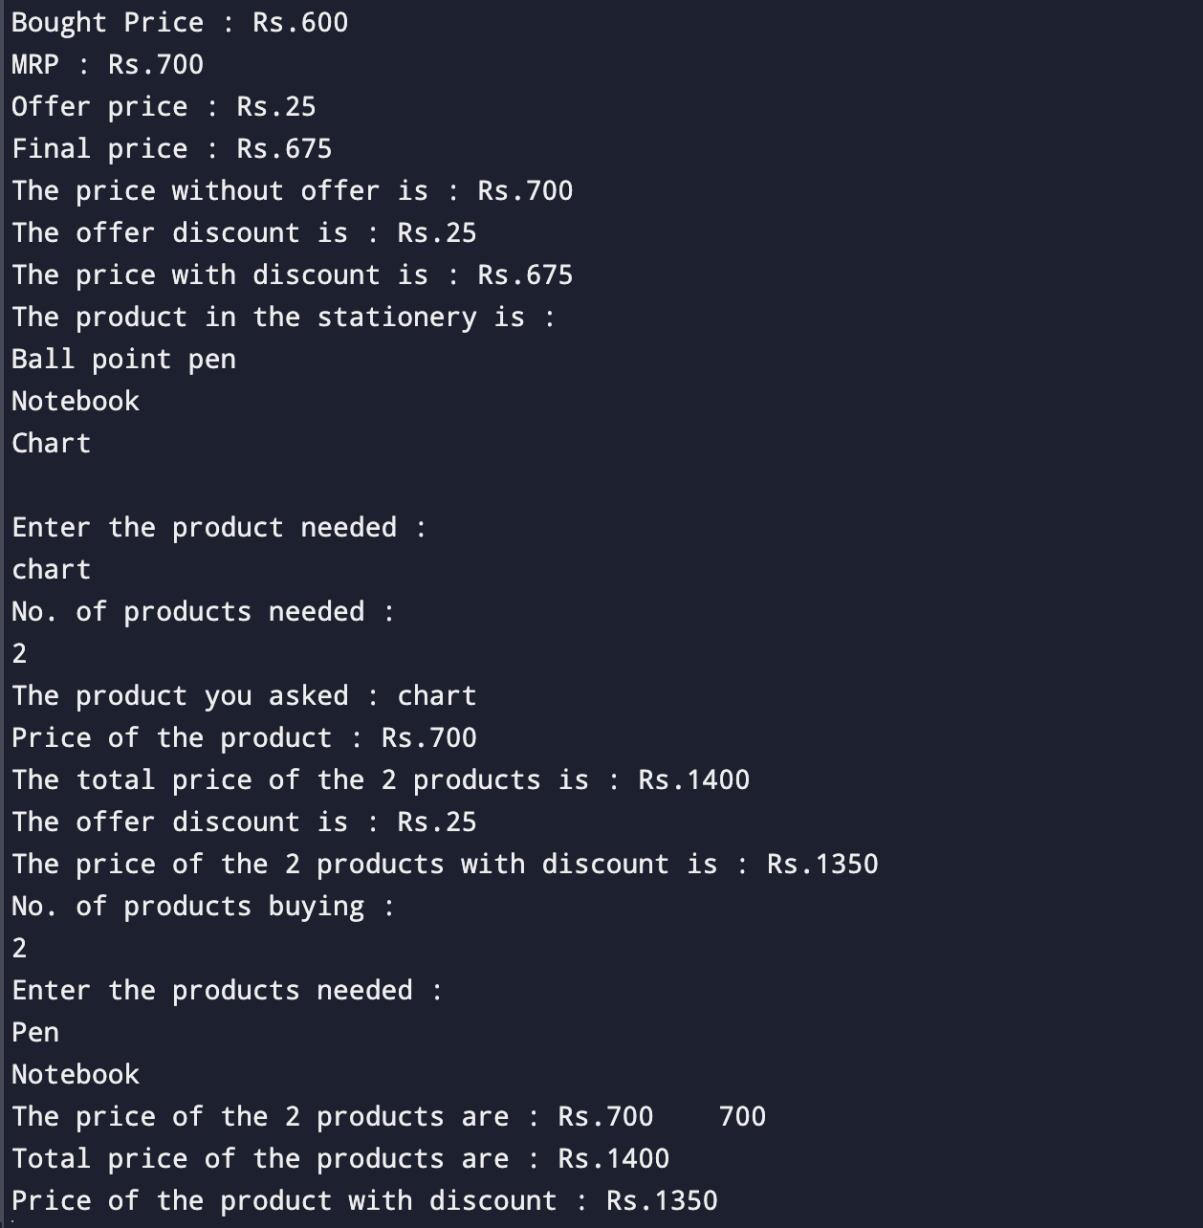 Bought Price : Rs.600
MRP : Rs.700
Offer price : Rs.25
Final price : Rs.675
The price without offer is : Rs.700
The offer discount is : Rs.25
The price with discount is : Rs.675
The product in the stationery is :
Ball point pen
Notebook
Chart
Enter the product needed :
chart
No. of products needed :
2
The product you asked : chart
Price of the product : Rs.700
The total price of the 2 products is : Rs.1400
The offer discount is : Rs.25
The price of the 2 products with discount is : Rs.1350
No. of products buying :
2
Enter the products needed :
Pen
Notebook
The price of the 2 products are : Rs.700    700
Total price of the products are : Rs.1400
Price of the product with discount : Rs.1350